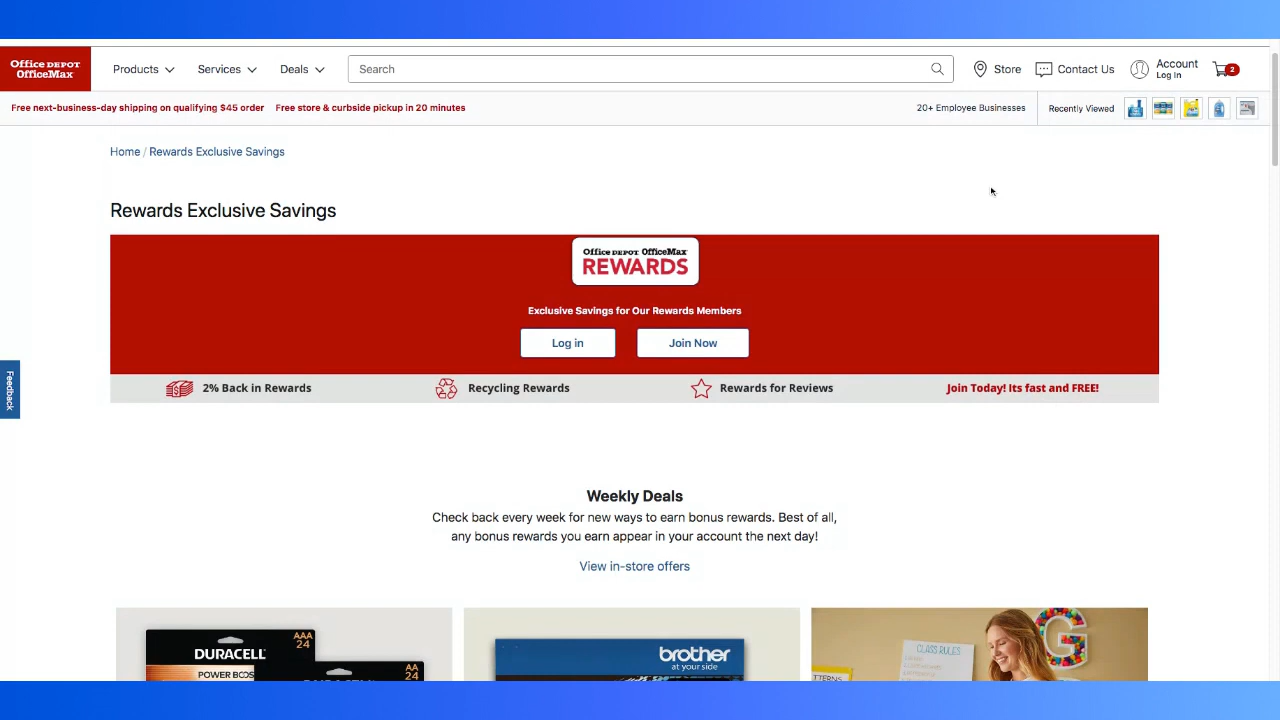 Office DEPOT
OfficeMax
Products
Services
Deals
Search
Store
Contact Us
Account
Log In
2
Free next-business-day shipping on qualifying $45 order
Free store & curbside pickup in 20 minutes
20+ Employee Businesses
Recently Viewed
Home / Rewards Exclusive Savings
Rewards Exclusive Savings
Office DEPOT OfficeMax
REWARDS
Exclusive Savings for Our Rewards Members
Log in
Join Now
Feedback
2% Back in Rewards
Recycling Rewards
Rewards for Reviews
Join Today! Its fast and FREE!
Weekly Deals
Check back every week for new ways to earn bonus rewards. Best of all,
any bonus rewards you earn appear in your account the next day!
View in-store offers
AAA
24
DURACELL
POWER BOOS
AA
24
brother
at your side
CLASS RULES
G